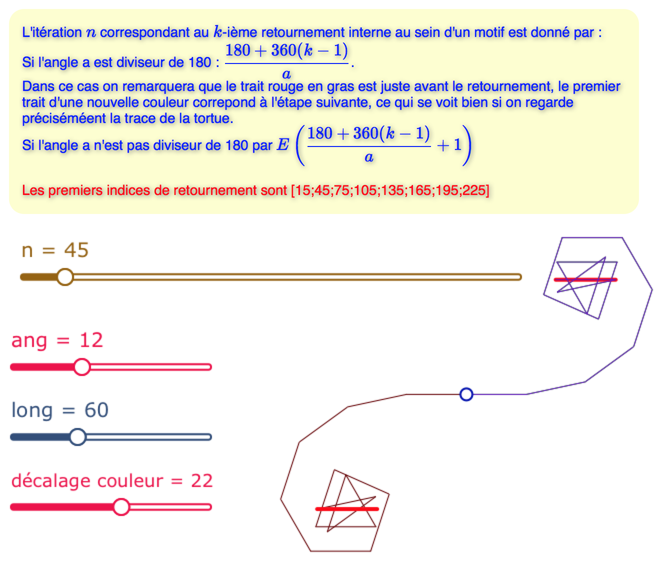 L'itération n correspondant au k-ième retournement interne au sein d'un motif est donné par :
Si l'angle a est diviseur de 180 : \frac{180 + 360(k − 1)}{a}.
Dans ce cas on remarquera que le trait rouge en gras est juste avant le retournement, le premier
trait d'une nouvelle couleur correpond à l'étape suivante, ce qui se voit bien si on regarde
préciséméent la trace de la tortue.
Si l'angle a n'est pas diviseur de 180 par E\left(\frac{180 + 360(k − 1)}{a} + 1\right)
Les premiers indices de retournement sont [15;45;75;105;135;165;195;225]
n = 45
ang = 12
long = 60
décalage couleur = 22